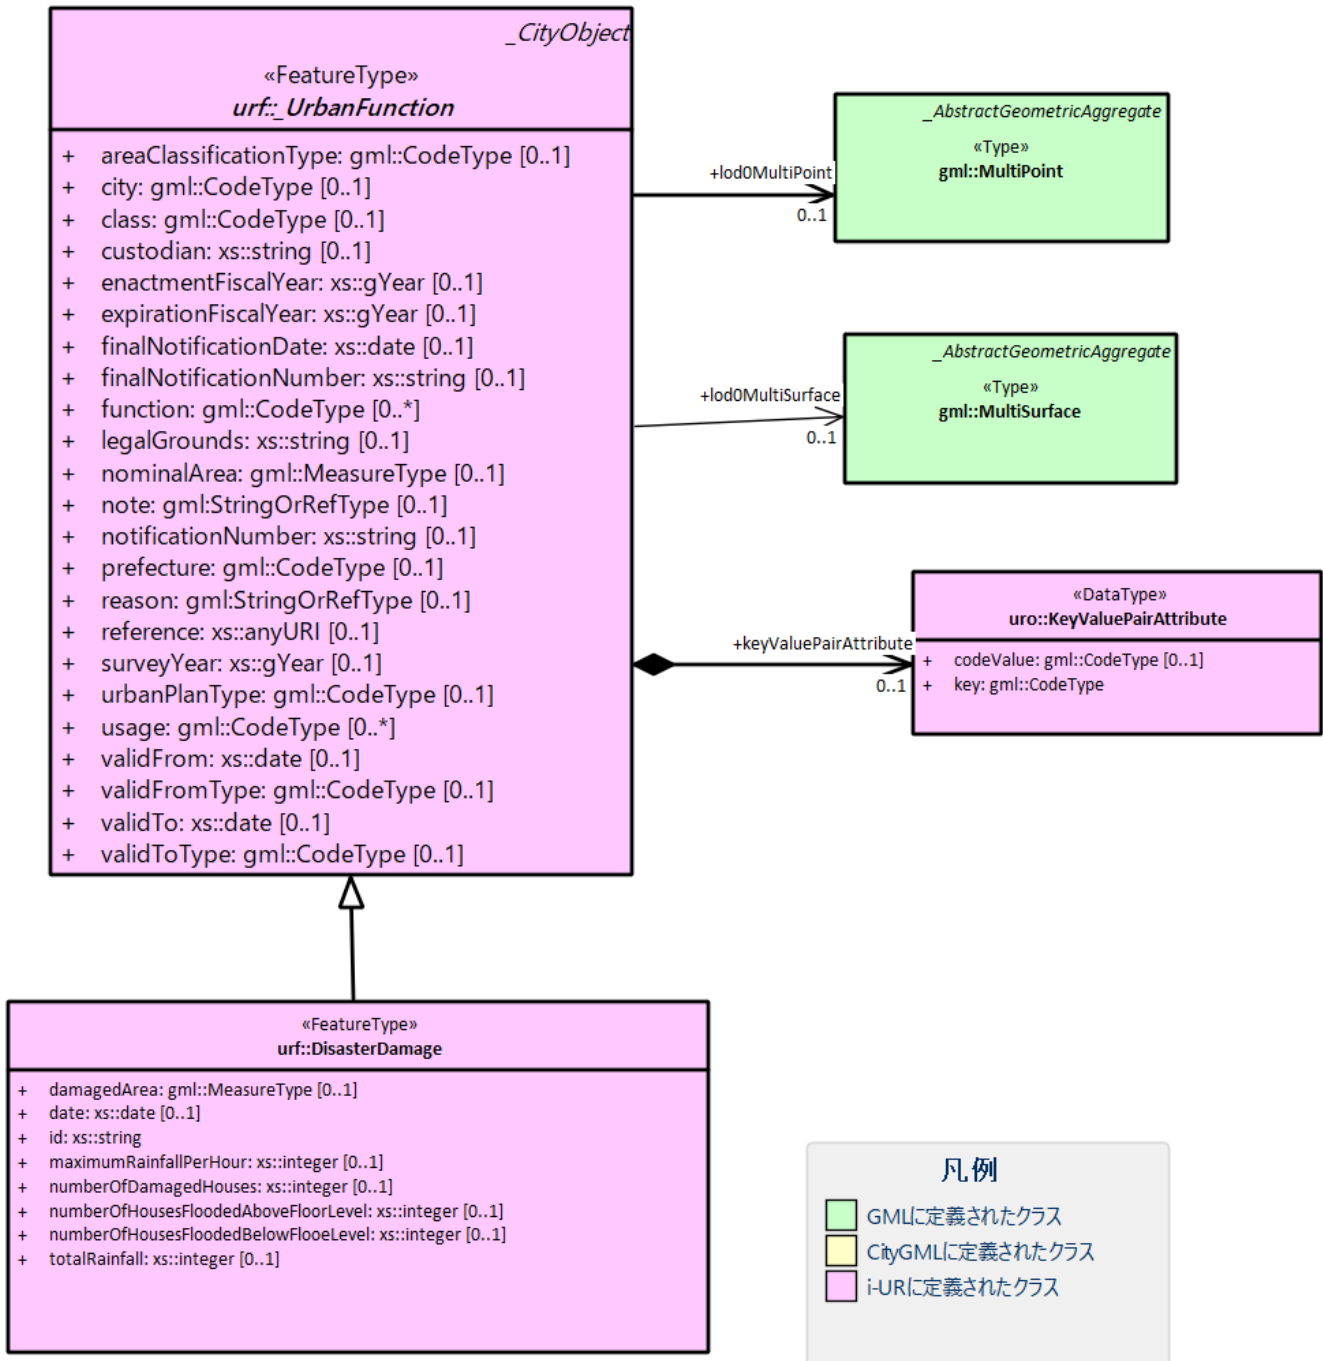 _CityObject
«FeatureType»
urf::_UrbanFunction
+ areaClassificationType: gml::CodeType [0..1]
+ city: gml::CodeType [0..1]
+ class: gml::CodeType [0..1]
+ custodian: xs::string [0..1]
+ enactmentFiscalYear: xs::gYear [0..1]
+ expirationFiscalYear: xs::gYear [0..1]
+ finalNotificationDate: xs::date [0..1]
+ finalNotificationNumber: xs::string [0..1]
+ function: gml::CodeType [0..*]
+ legalGrounds: xs::string [0..1]
+ nominalArea: gml::MeasureType [0..1]
+ note: gml:StringOrRefType [0..1]
+ notificationNumber: xs::string [0..1]
+ prefecture: gml::CodeType [0..1]
+ reason: gml:StringOrRefType [0..1]
+ reference: xs::anyURI [0..1]
+ surveyYear: xs::gYear [0..1]
+ urbanPlanType: gml::CodeType [0..1]
+ usage: gml::CodeType [0..*]
+ validFrom: xs::date [0..1]
+ validFromType: gml::CodeType [0..1]
+ validTo: xs::date [0..1]
+ validToType: gml::CodeType [0..1]
+lod0MultiPoint
0..1
_AbstractGeometricAggregate
«Type»
gml::MultiPoint
+lod0MultiSurface
0..1
_AbstractGeometricAggregate
«Type»
gml::MultiSurface
+keyValuePairAttribute
0..1
«DataType»
uro::KeyValuePairAttribute
+ codeValue: gml::CodeType [0..1]
+ key: gml::CodeType
«FeatureType»
urf::DisasterDamage
+ damagedArea: gml::MeasureType [0..1]
+ date: xs::date [0..1]
+ id: xs::string
+ maximumRainfallPerHour: xs::integer [0..1]
+ numberOfDamagedHouses: xs::integer [0..1]
+ numberOfHousesFloodedAboveFloorLevel: xs::integer [0..1]
+ numberOfHousesFloodedBelowFlooeLevel: xs::integer [0..1]
+ totalRainfall: xs::integer [0..1]
凡例
GMLに定義されたクラス
CityGMLに定義されたクラス
i-URに定義されたクラス